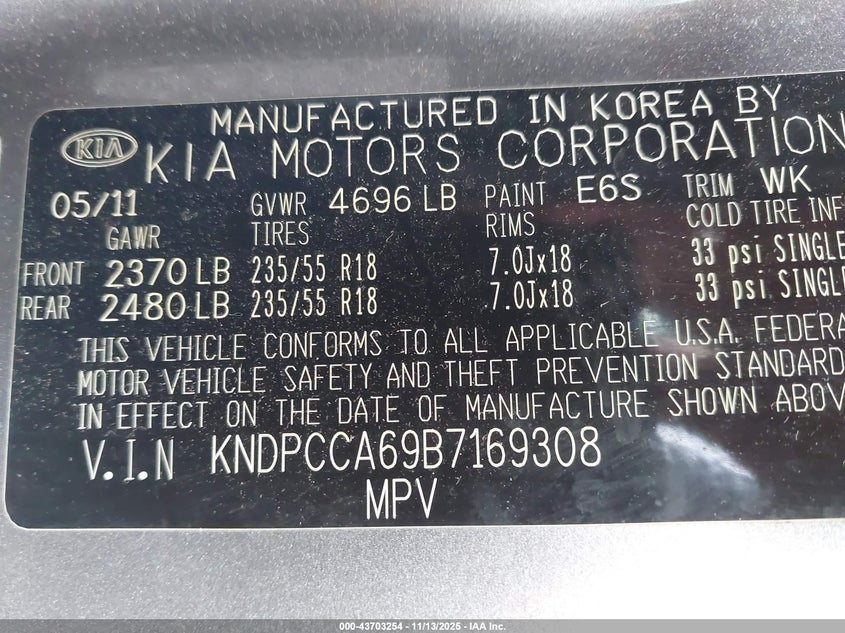 MANUFACTURED IN KOREA BY
KIA KIA MOTORS CORPORATION
05/11 GVWR 4696 LB PAINT E6S TRIM WK
GAWR TIRES RIMS COLD TIRE INF
FRONT 2370 LB 235/55 R18 7.0Jx18 33 psi SINGLE
REAR 2480 LB 235/55 R18 7.0Jx18 33 psi SINGLE
THIS VEHICLE CONFORMS TO ALL APPLICABLE U.S.A. FEDERA
MOTOR VEHICLE SAFETY AND THEFT PREVENTION STANDARD
IN EFFECT ON THE DATE OF MANUFACTURE SHOWN ABOV
V.I.N KNDPCCA69B7169308
MPV
000-43703254 - 11/13/2025 - IAA Inc.